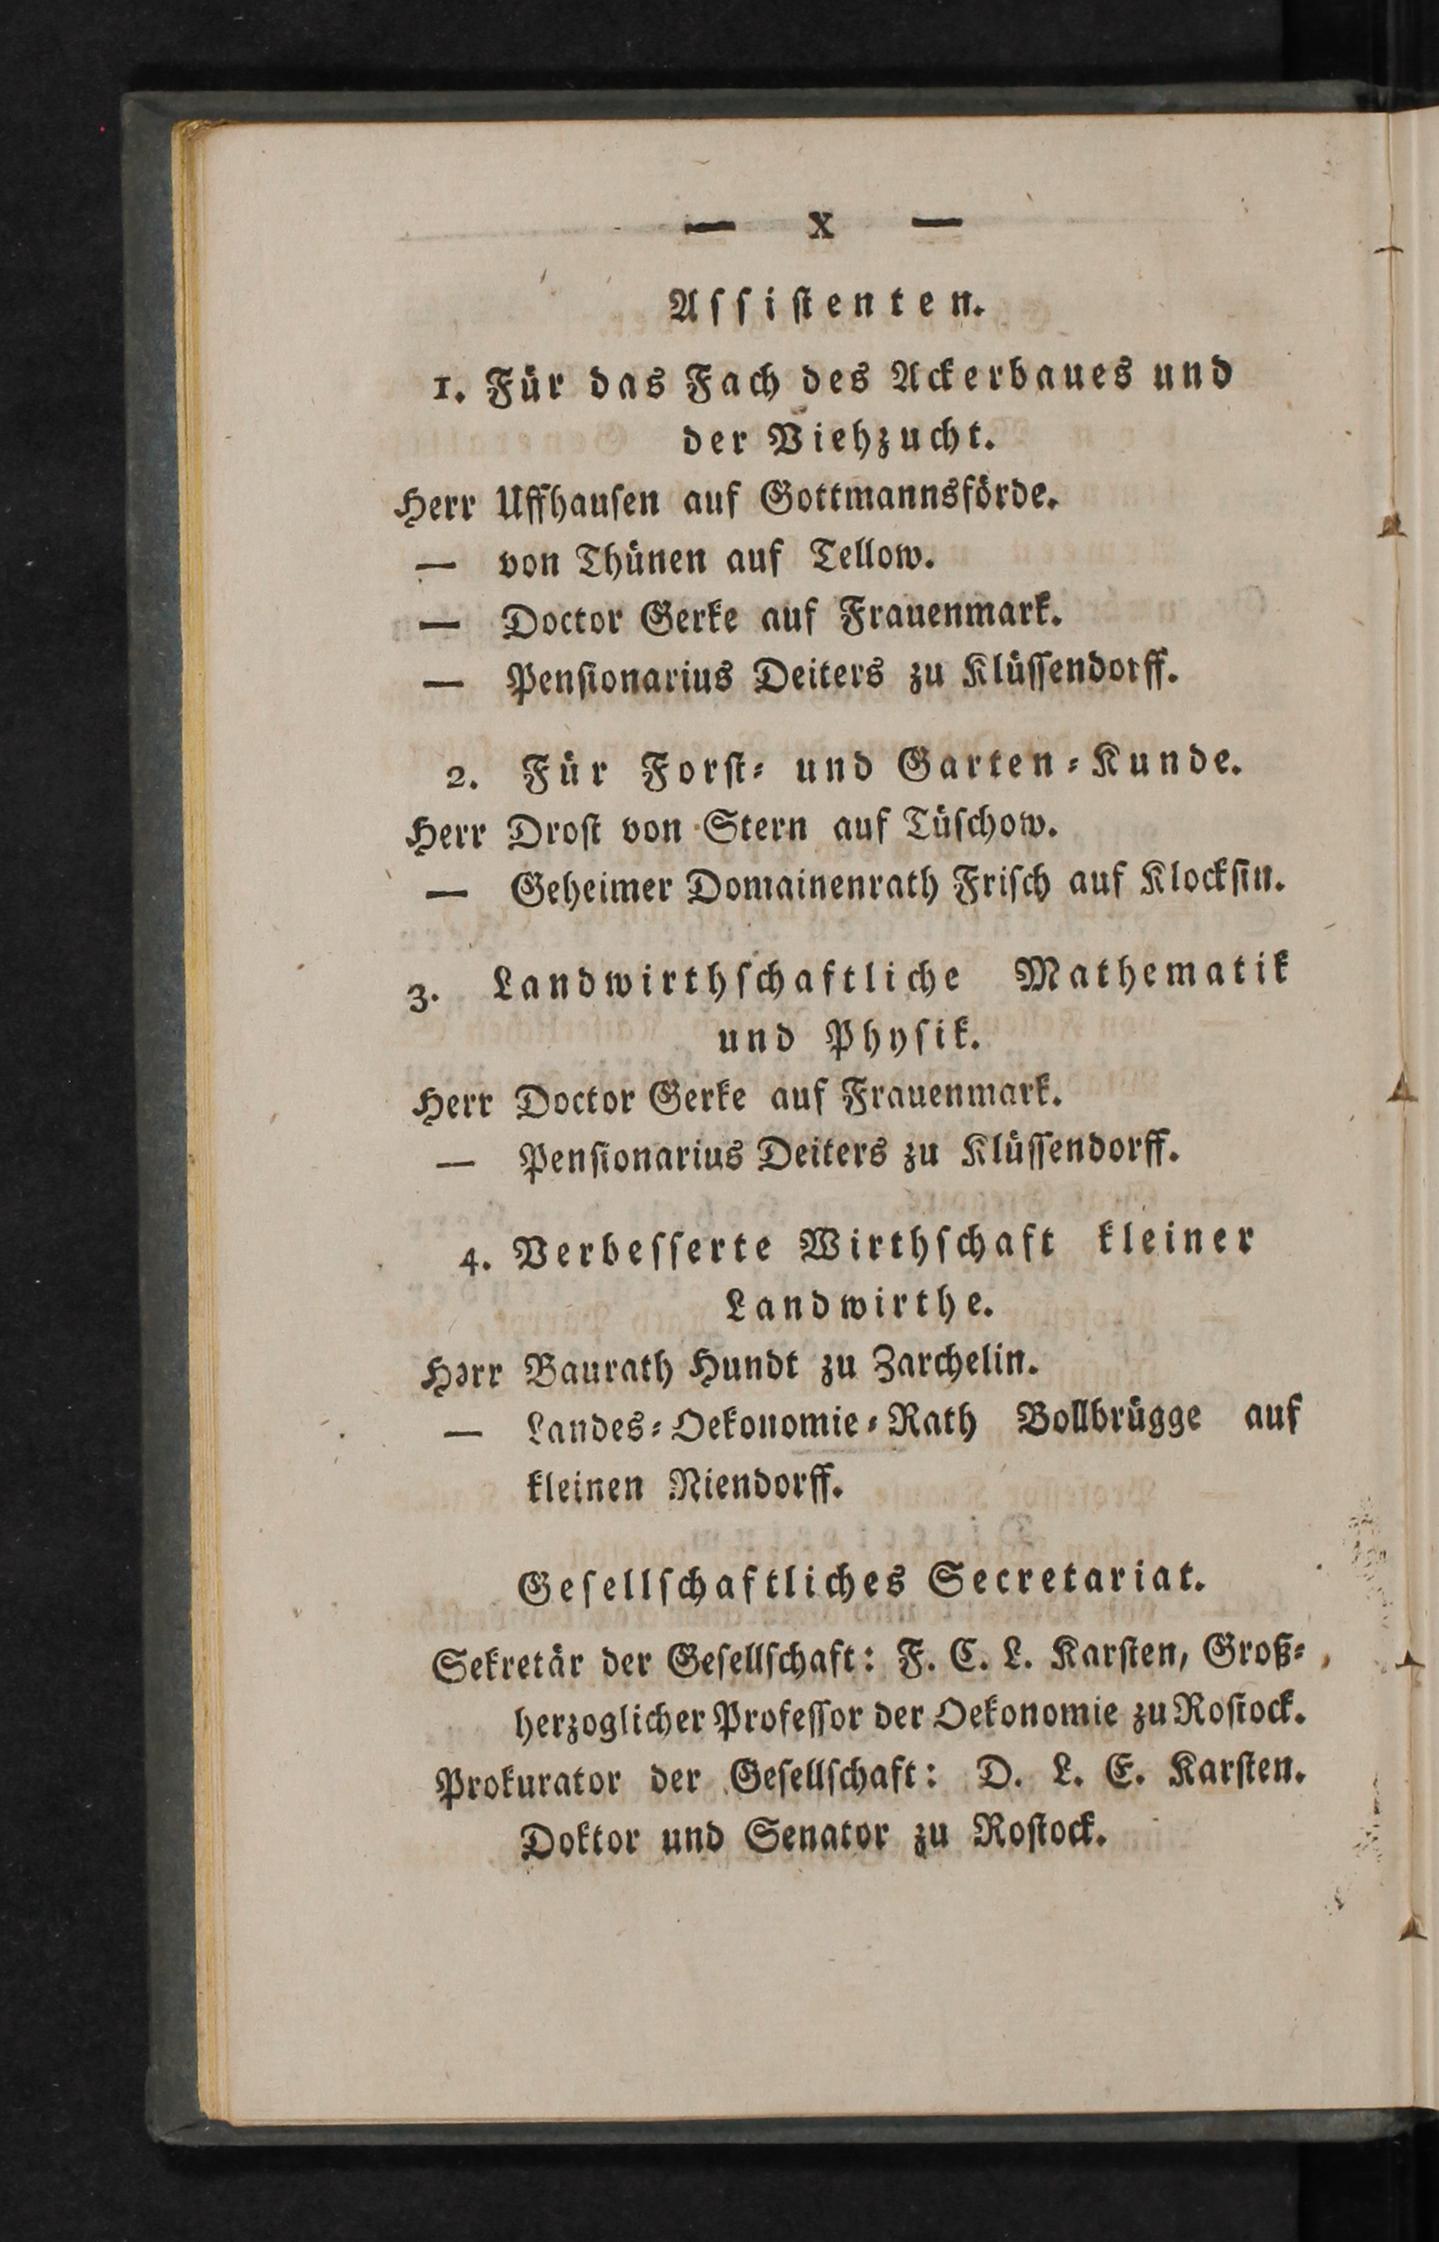 — X —
Assistenten.
1. Für das Fach des Ackerbaues und
der Viehzucht.
Herr Uffhausen auf Gottmannsförde.
— von Thünen auf Tellow.
— Doctor Gerke auf Frauenmark.
— Pensionarius Deiters zu Klüssendorff.
2. Für Forst- und Garten-Kunde.
Herr Drost von Stern auf Tüschow.
— Geheimer Domainenrath Frisch auf Klocksin.
3. Landwirthschaftliche Mathematik
und Physik.
Herr Doctor Gerke auf Frauenmark.
— Pensionarius Deiters zu Klüssendorff.
4. Verbesserte Wirthschaft kleiner
Landwirthe.
Herr Baurath Hundt zu Zarchelin.
— Landes-Oekonomie-Rath Bollbrügge auf
kleinen Niendorff.
Gesellschaftliches Secretariat.
Sekretär der Gesellschaft: F. C. L. Karsten, Groß-
herzoglicher Professor der Oekonomie zu Rostock.
Prokurator der Gesellschaft: D. L. E. Karsten.
Doktor und Senator zu Rostock.